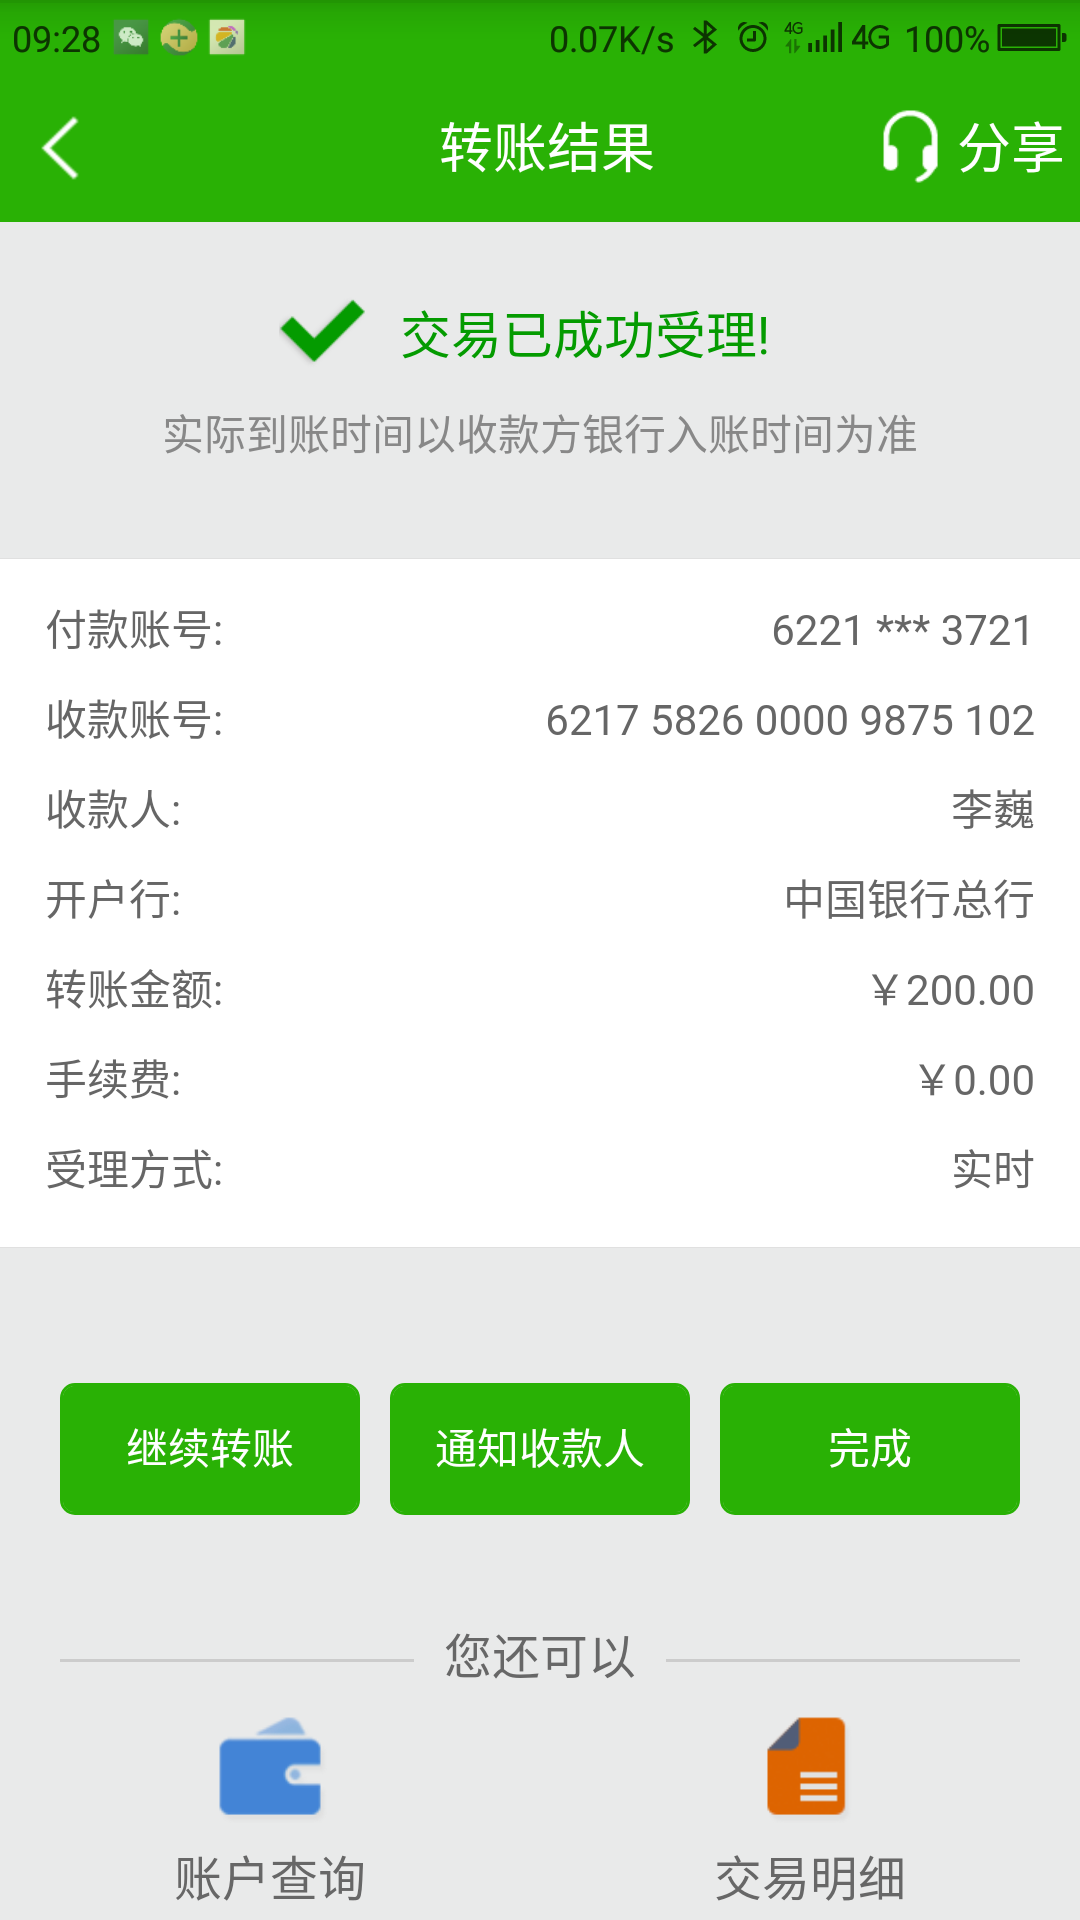 09:28 0.07K/s 4G 4G 100%
转账结果 分享
交易已成功受理!
实际到账时间以收款方银行入账时间为准
付款账号: 6221 *** 3721
收款账号: 6217 5826 0000 9875 102
收款人: 李巍
开户行: 中国银行总行
转账金额: ￥200.00
手续费: ￥0.00
受理方式: 实时
继续转账 通知收款人 完成
您还可以
账户查询 交易明细